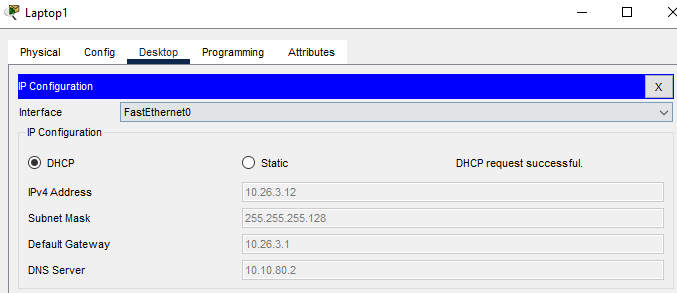 Laptop1
Physical Config Desktop Programming Attributes
IP Configuration X
Interface FastEthernet0
IP Configuration
DHCP Static DHCP request successful.
IPv4 Address 10.26.3.12
Subnet Mask 255.255.255.128
Default Gateway 10.26.3.1
DNS Server 10.10.80.2